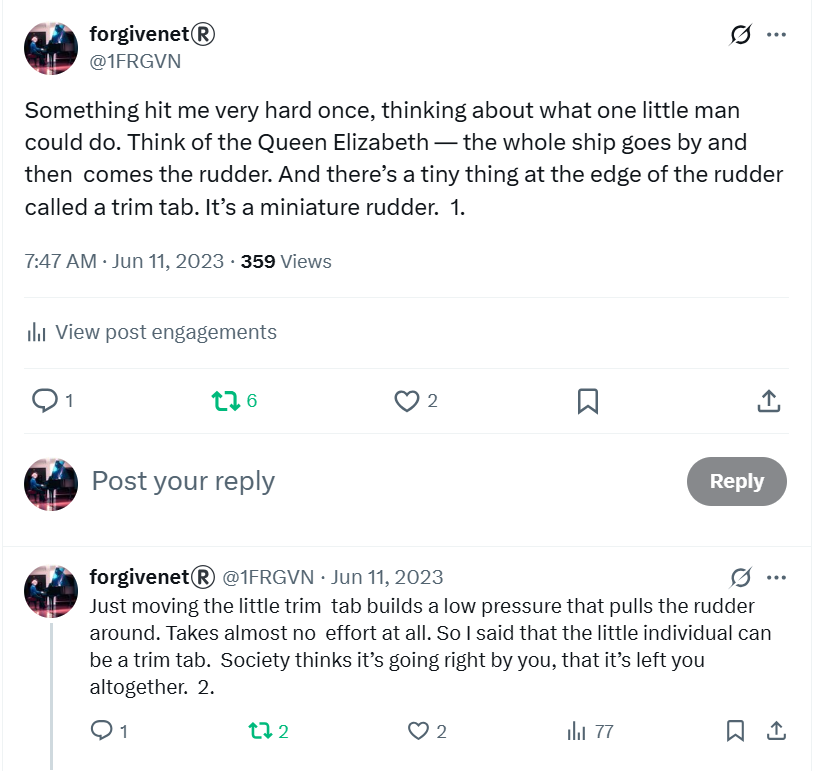 forgivenet®
@1FRGVN
Something hit me very hard once, thinking about what one little man
could do. Think of the Queen Elizabeth — the whole ship goes by and
then  comes the rudder. And there’s a tiny thing at the edge of the rudder
called a trim tab. It’s a miniature rudder.  1.
7:47 AM · Jun 11, 2023 · 359 Views
View post engagements
1 6 2
Post your reply
Reply
forgivenet® @1FRGVN · Jun 11, 2023
Just moving the little trim  tab builds a low pressure that pulls the rudder
around. Takes almost no  effort at all. So I said that the little individual can
be a trim tab.  Society thinks it’s going right by you, that it’s left you
altogether.  2.
1 2 2 77